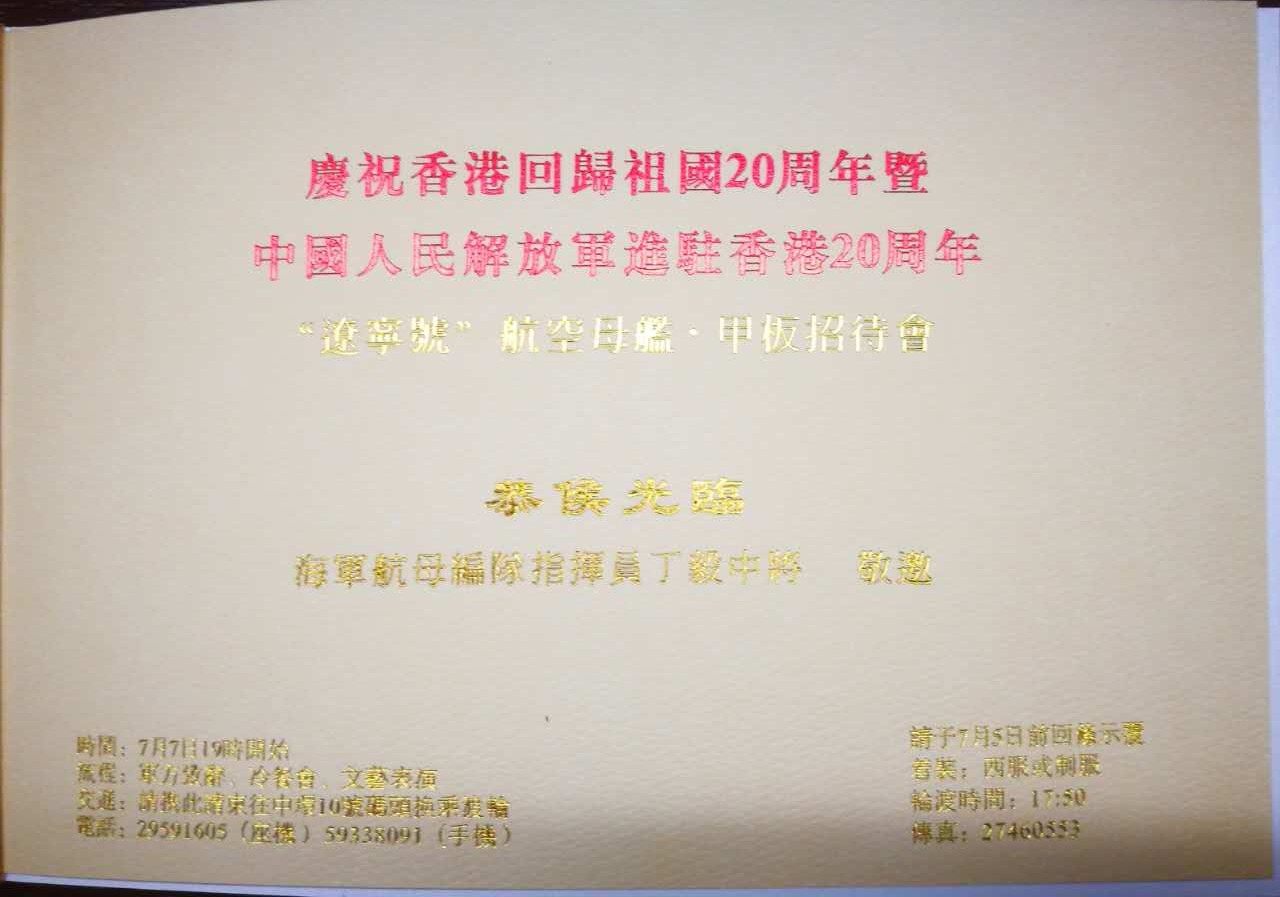 慶祝香港回歸祖國20周年暨
中國人民解放軍進駐香港20周年
“遼寧號”航空母艦·甲板招待會
恭候光臨
海軍航母編隊指揮員丁毅中將 敬邀
時間：7月7日19時開始
流程：軍方致辭、冷餐會、文藝表演
交通：請攜此請柬往中環10號碼頭換乘渡輪
電話：29591605（座機）59338091（手機）
請于7月5日前回條示覆
着裝：西服或制服
輪渡時間：17:50
傳真：27460553